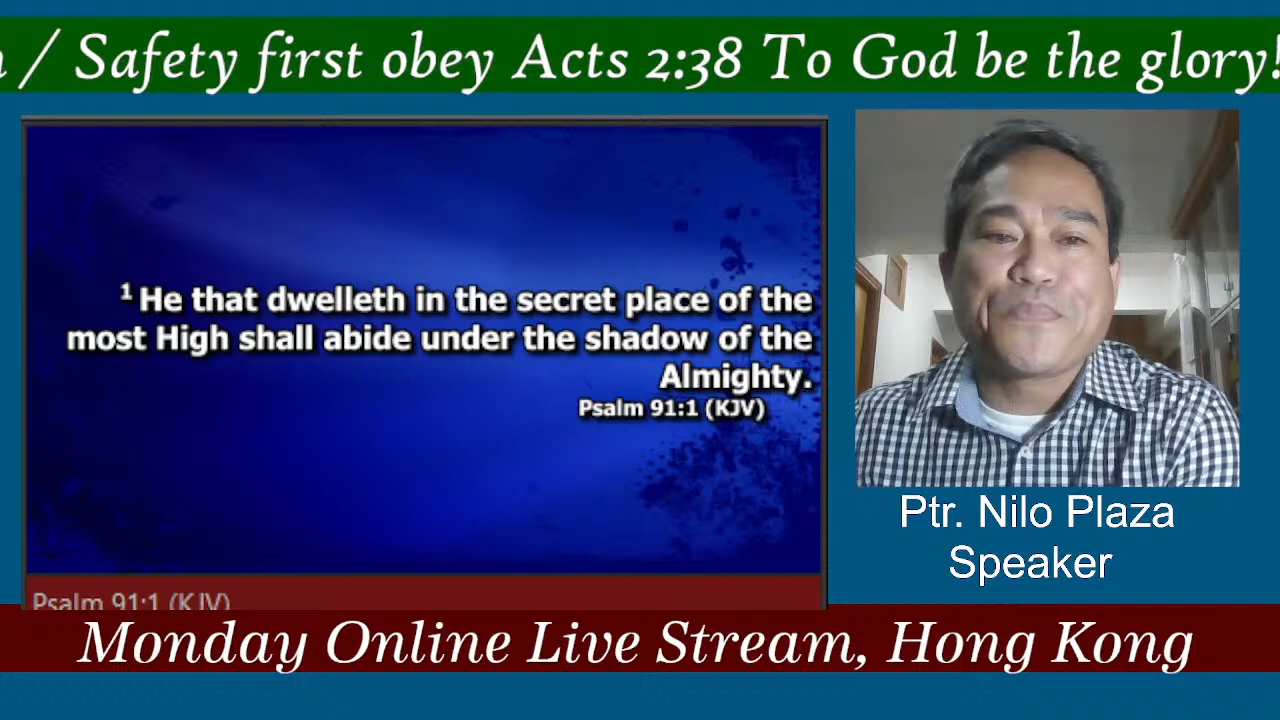 / Safety first obey Acts 2:38 To God be the glory!
1 He that dwelleth in the secret place of the
most High shall abide under the shadow of the
Almighty.
Psalm 91:1 (KJV)
Psalm 91:1 (KJV)
Ptr. Nilo Plaza
Speaker
Monday Online Live Stream, Hong Kong